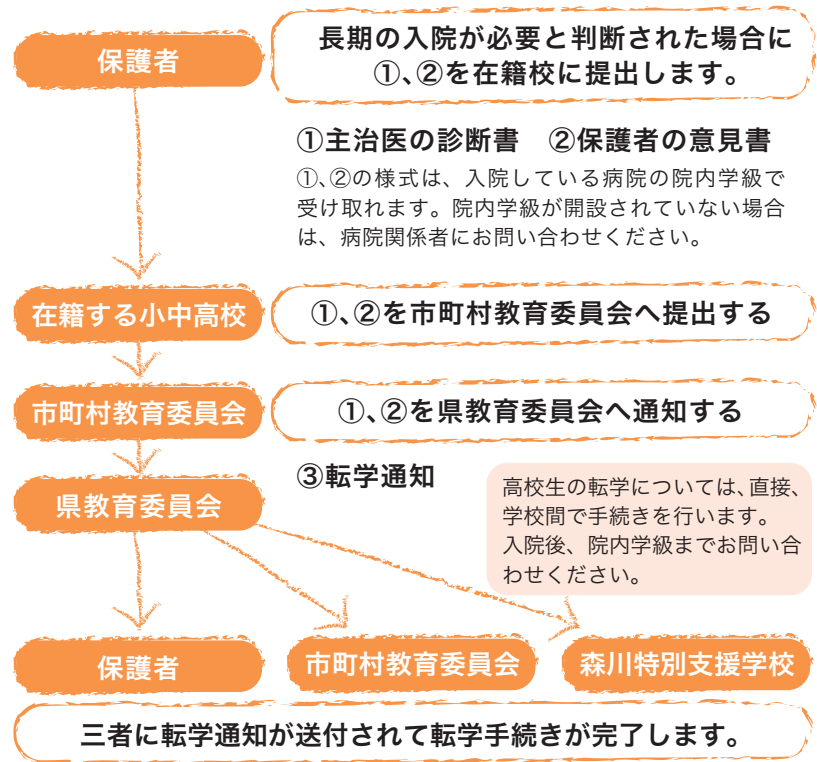 保護者
長期の入院が必要と判断された場合に
①、②を在籍校に提出します。
①主治医の診断書　②保護者の意見書
①、②の様式は、入院している病院の院内学級で
受け取れます。院内学級が開設されていない場合
は、病院関係者にお問い合わせください。
在籍する小中高校
①、②を市町村教育委員会へ提出する
市町村教育委員会
①、②を県教育委員会へ通知する
③転学通知
県教育委員会
高校生の転学については、直接、
学校間で手続きを行います。
入院後、院内学級までお問い合
わせください。
保護者
市町村教育委員会
森川特別支援学校
三者に転学通知が送付されて転学手続きが完了します。